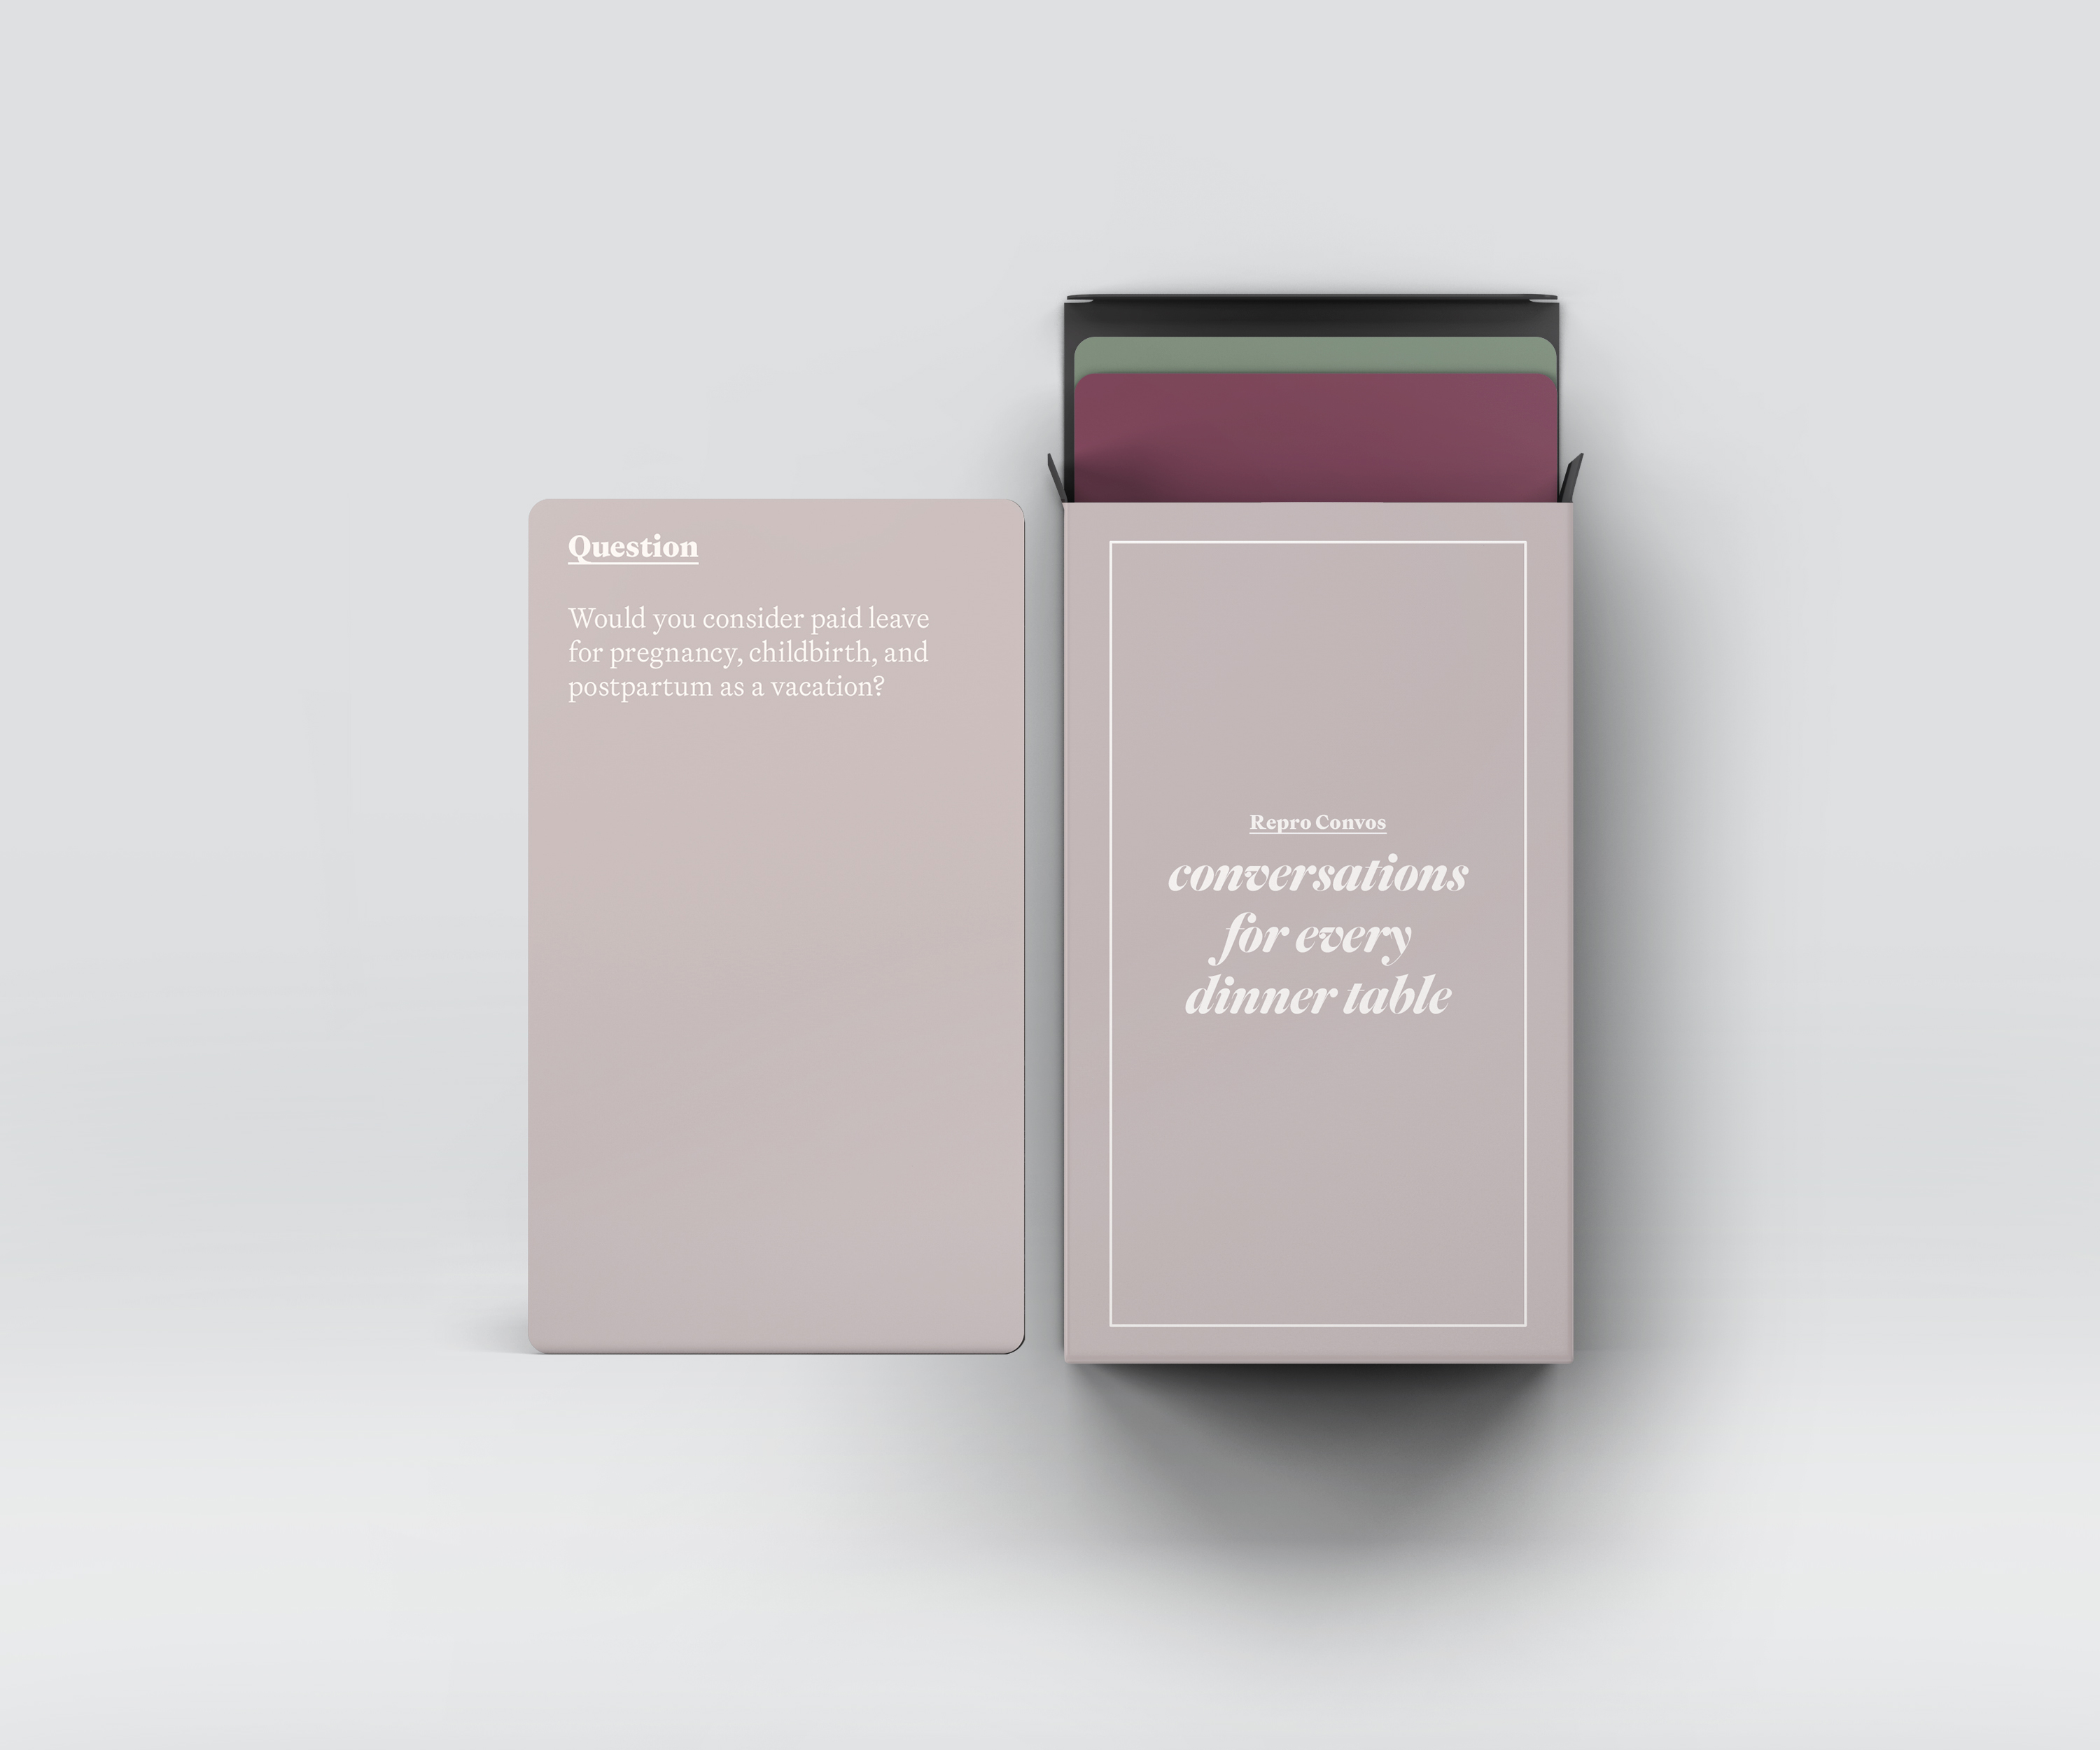 Question
Would you consider paid leave
for pregnancy, childbirth, and
postpartum as a vacation?
Repro Convos
conversations
for every
dinner table